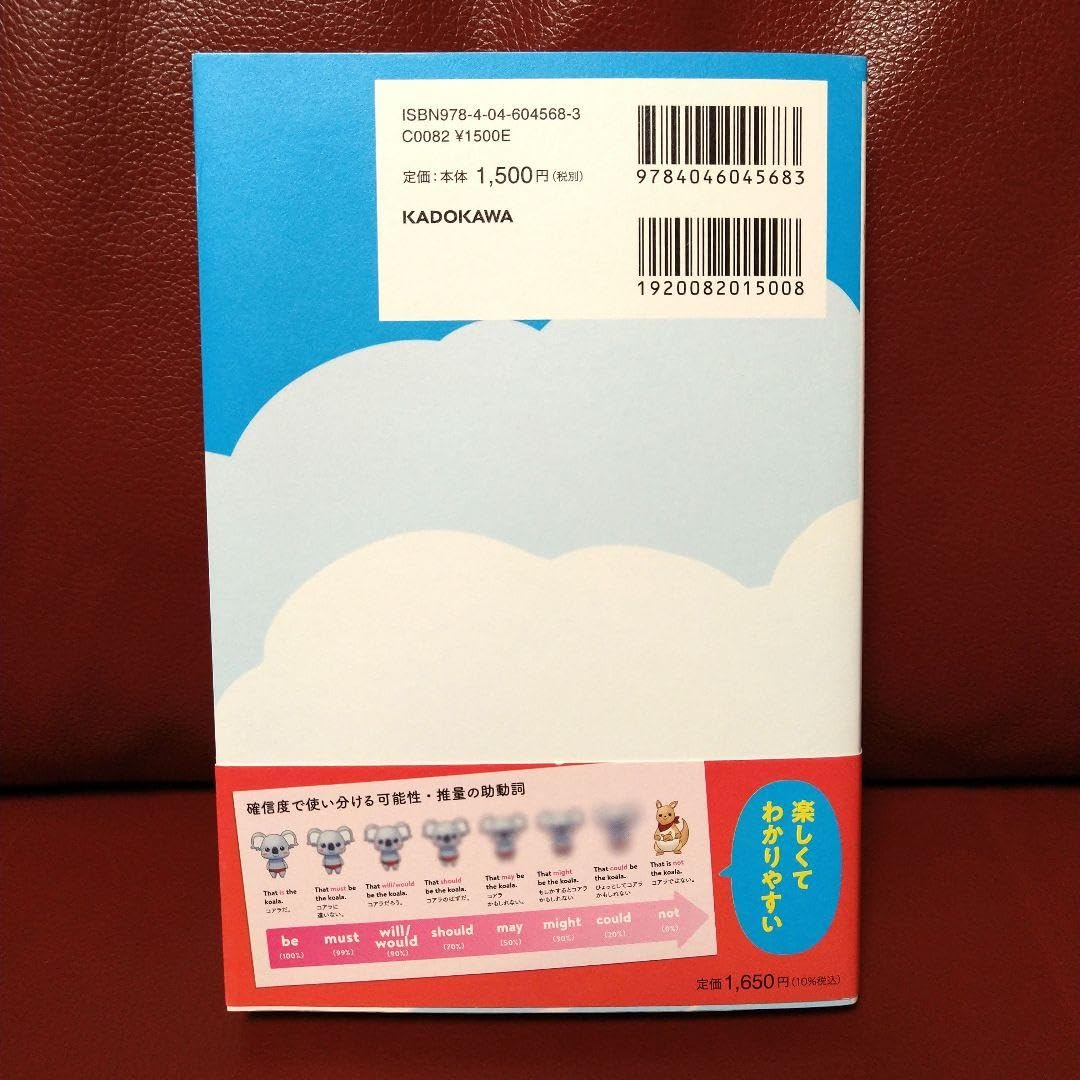 ISBN978-4-04-604568-3
C0082 ¥1500E
定価：本体 1,500円（税別）
KADOKAWA
9784046045683
1920082015008
確信度で使い分ける可能性・推量の助動詞
That is the
koala.
コアラだ。
That must be
the koala.
コアラに
違いない。
That will/would
be the koala.
コアラだろう。
That should
be the koala.
コアラのはずだ。
That may be
the koala.
コアラ
かもしれない。
That might
be the koala.
もしかするとコアラ
かもしれない
That could be
the koala.
ひょっとしてコアラ
かもしれない
That is not
the koala.
コアラではない。
be
(100%)
must
(99%)
will/
would
(90%)
should
(70%)
may
(50%)
might
(30%)
could
(20%)
not
(0%)
楽しくて
わかりやすい
定価1,650円（10%税込）